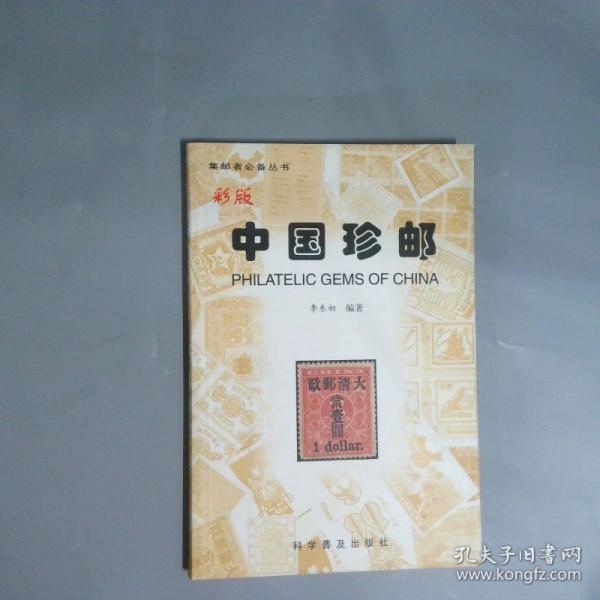 集邮者必备丛书
彩版
中国珍邮
PHILATELIC GEMS OF CHINA
李东初 编著
CHINA
大清郵政
當壹圓
1 dollar.
科学普及出版社
孔夫子旧书网
www.kongfz.com